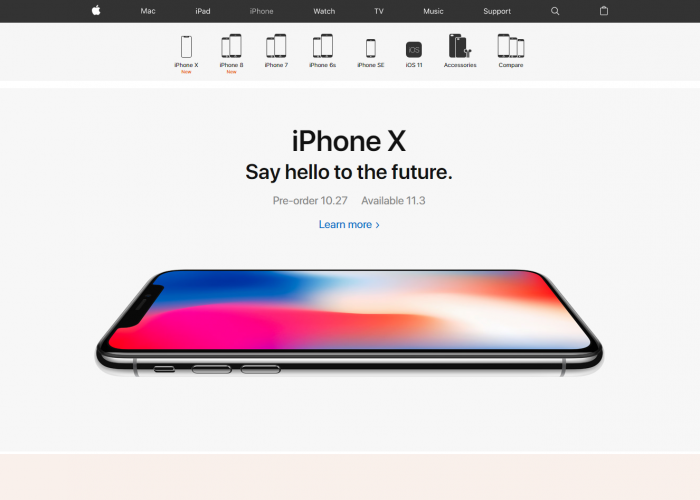 Mac iPad iPhone Watch TV Music Support
iPhone X iPhone 8 iPhone 7 iPhone 6s iPhone SE iOS 11 Accessories Compare
New New
iOS
iPhone X
Say hello to the future.
Pre-order 10.27 Available 11.3
Learn more >